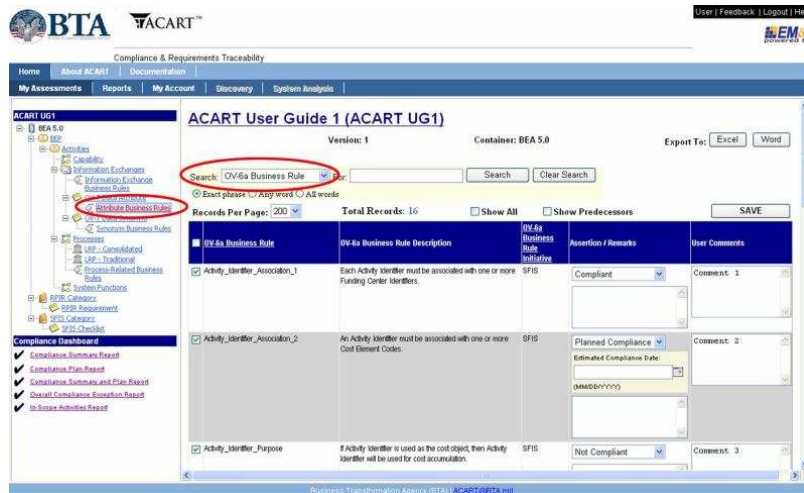 User | Feedback | Logout | He
BTA ACART™
EM
powered
Compliance & Requirements Traceability
Home About ACART Documentation
My Assessments Reports My Account Discovery System Analysis
ACART UG1
BEA 5.0
BEP
Activities
Capability
Information Exchanges
Information Exchange
Business Rules
Attribute Business Rules
Synonym Business Rules
Processes
LRP - Consolidated
LRP - Traditional
Process-Related Business
Rules
System Functions
RPIR Category
RPIR Requirement
SFIS Category
SFIS Checklist
Compliance Dashboard
Compliance Summary Report
Compliance Plan Report
Compliance Summary and Plan Report
Overall Compliance Exception Report
In-Scope Activities Report
ACART User Guide 1 (ACART UG1)
Version: 1 Container: BEA 5.0 Export To: Excel Word
Search: OV-6a Business Rule For: Search Clear Search
Exact phrase Any word All words
Records Per Page: 200 Total Records: 16 Show All Show Predecessors SAVE
OV-6a Business Rule OV-6a Business Rule Description OV-6a Business Rule Initiative Assertion / Remarks User Comments
Activity_Identifier_Association_1 Each Activity Identifier must be associated with one or more Funding Center Identifiers. SFIS Compliant Comment 1
Activity_Identifier_Association_2 An Activity Identifier must be associated with one or more Cost Element Codes. SFIS Planned Compliance Comment 2
Estimated Compliance Date:
(MM/DD/YYYY)
Activity_Identifier_Purpose If Activity Identifier is used as the cost object, then Activity Identifier will be used for cost accumulation. SFIS Not Compliant Comment 3
Business Transformation Agency (BTA) | ACART@BTA.mil